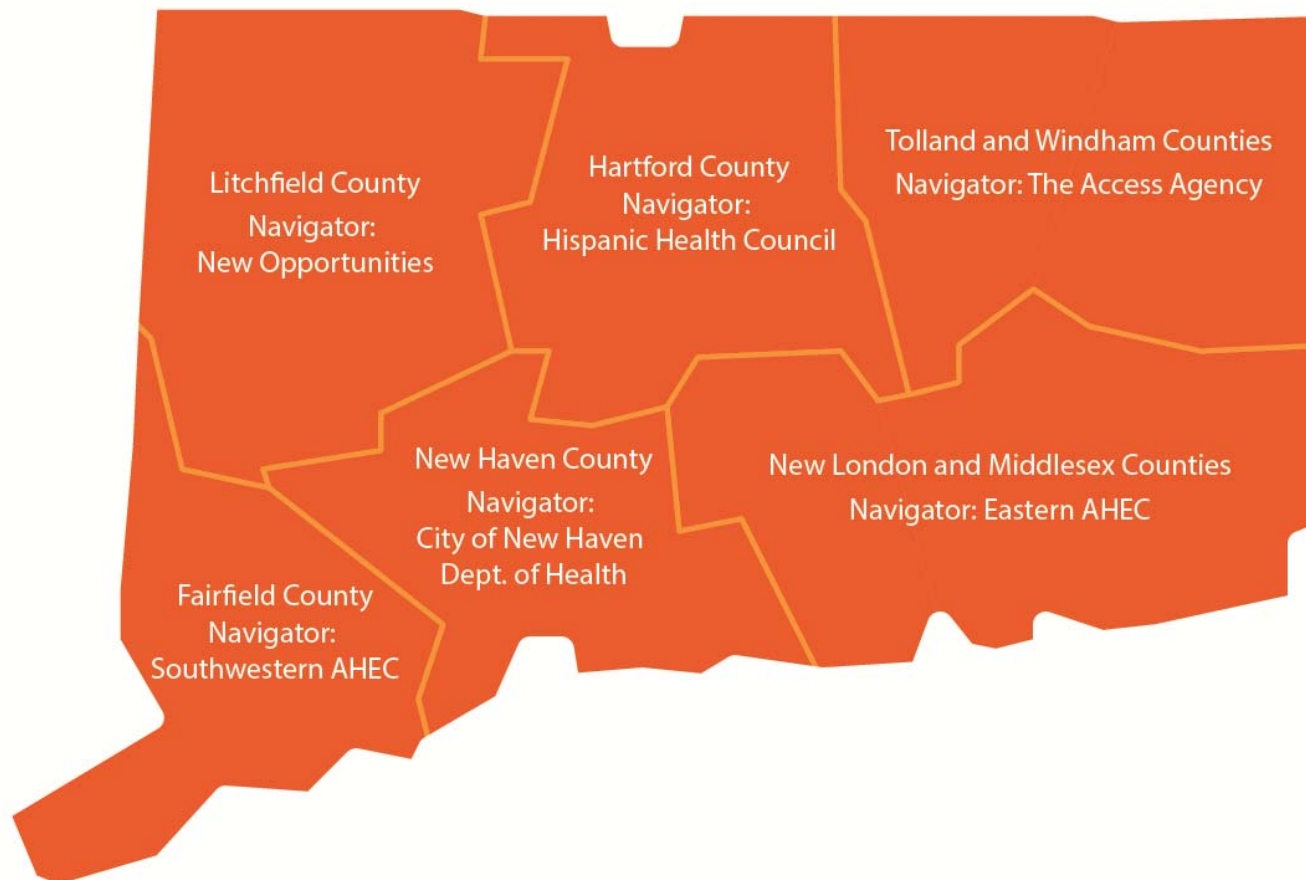 Litchfield County
Navigator:
New Opportunities
Hartford County
Navigator:
Hispanic Health Council
Tolland and Windham Counties
Navigator: The Access Agency
New Haven County
Navigator:
City of New Haven
Dept. of Health
New London and Middlesex Counties
Navigator: Eastern AHEC
Fairfield County
Navigator:
Southwestern AHEC